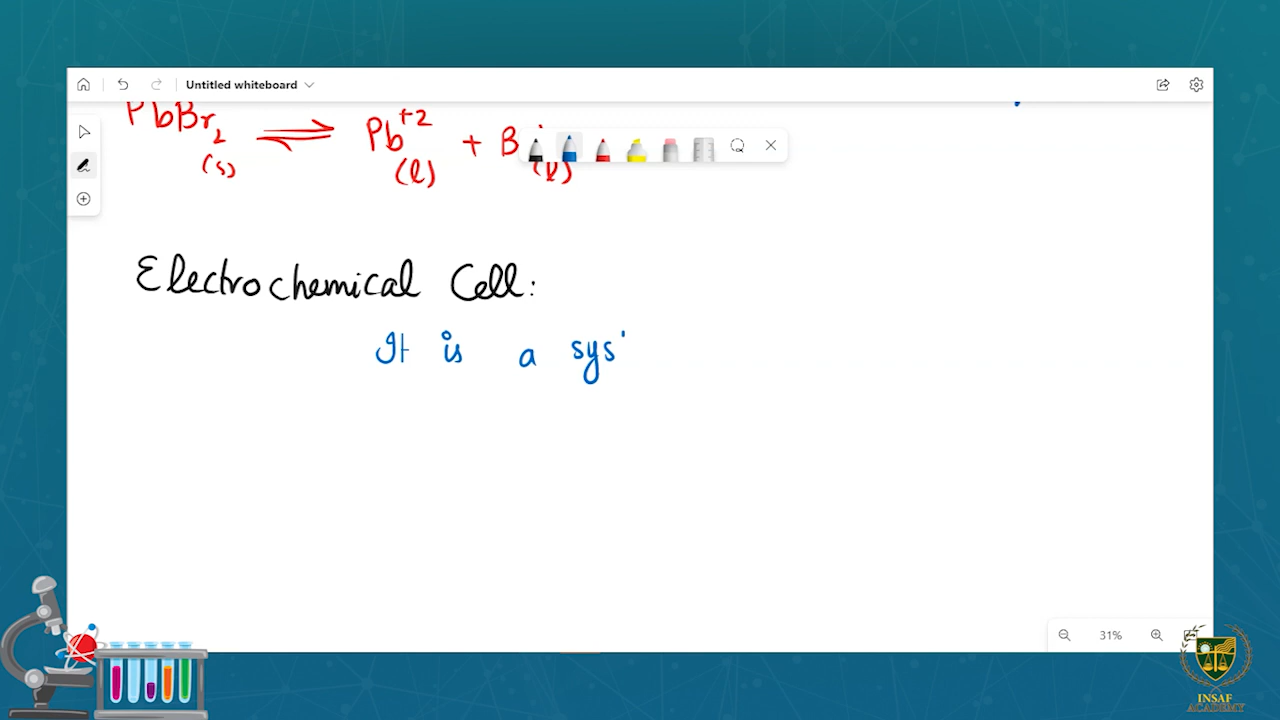 Untitled whiteboard
PbBr2 ⇌ Pb+2 + B
(s) (l) (l)
Electrochemical Cell:
It is a sys
31%
INSAF
ACADEMY